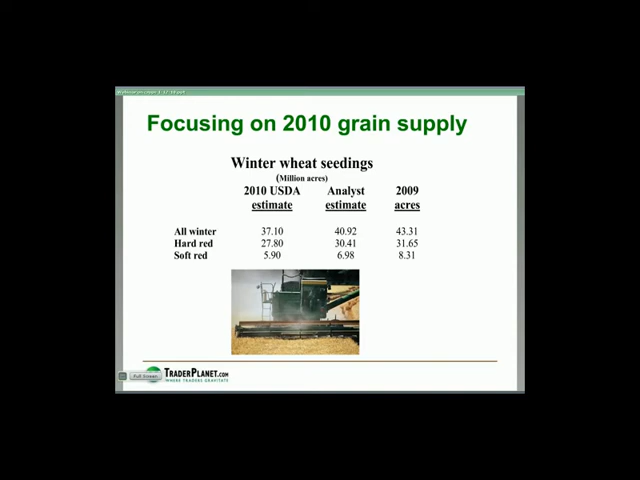 Focusing on 2010 grain supply
Winter wheat seedings
(Million acres)
2010 USDA Analyst 2009
estimate estimate acres
All winter 37.10 40.92 43.31
Hard red 27.80 30.41 31.65
Soft red 5.90 6.98 8.31
Full Screen
TRADERPLANET.COM
WHERE TRADERS GRAVITATE